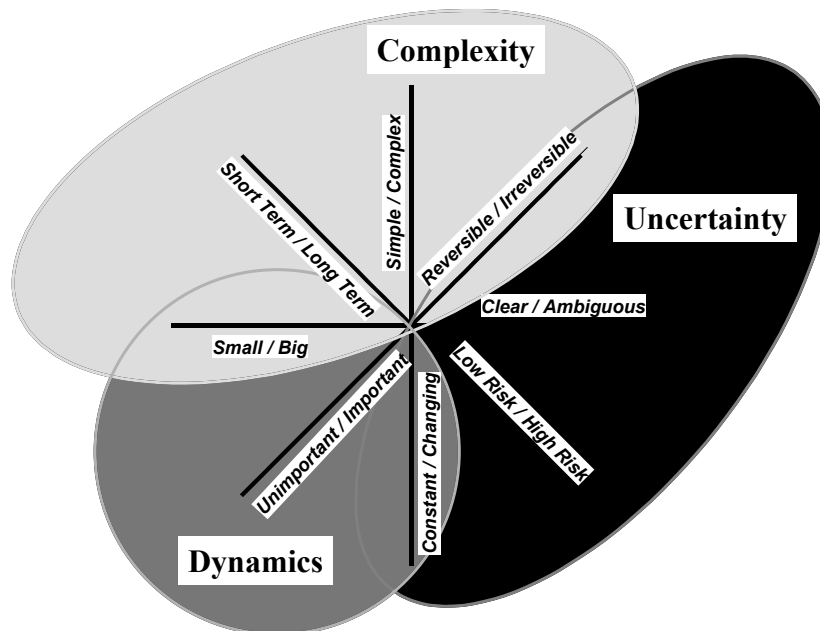 Complexity
Simple / Complex
Short Term / Long Term
Reversible / Irreversible
Uncertainty
Clear / Ambiguous
Small / Big
Low Risk / High Risk
Unimportant / Important
Constant / Changing
Dynamics